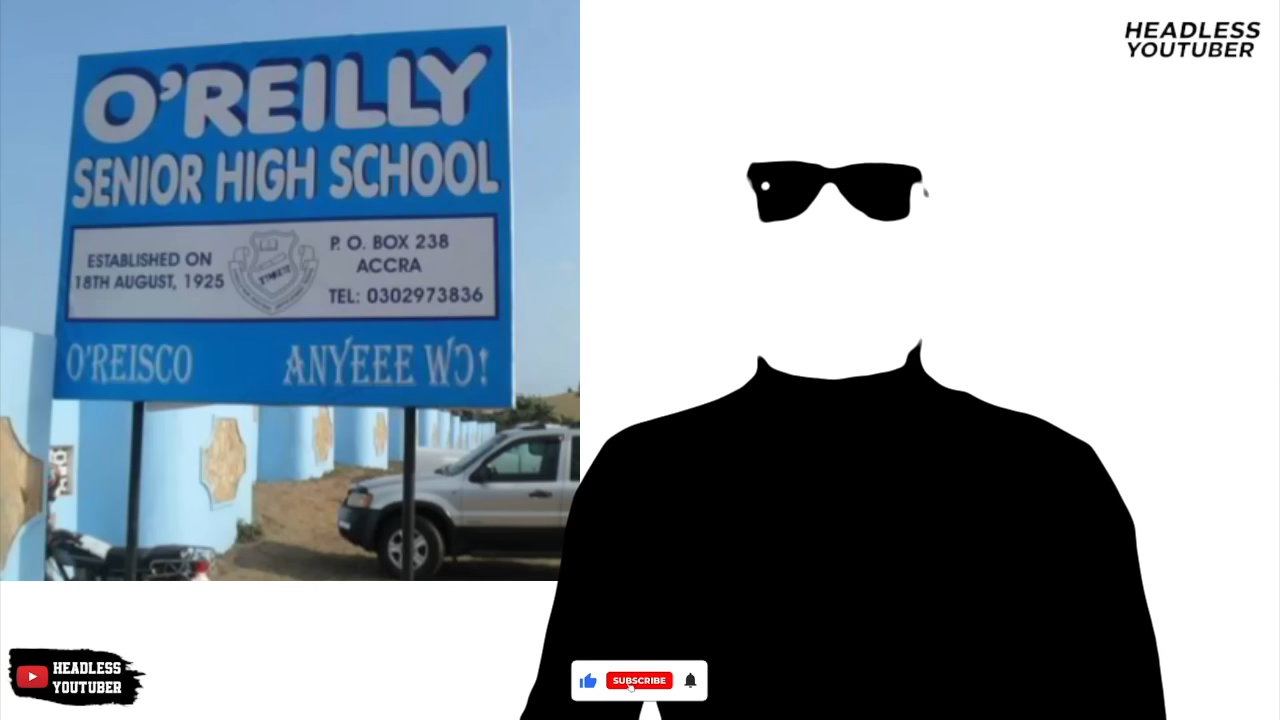 O'REILLY
SENIOR HIGH SCHOOL
ESTABLISHED ON
18TH AUGUST, 1925
P. O. BOX 238
ACCRA
TEL: 0302973836
O'REISCO
ANYEEE WƆ!
HEADLESS
YOUTUBER
HEADLESS
YOUTUBER
SUBSCRIBE